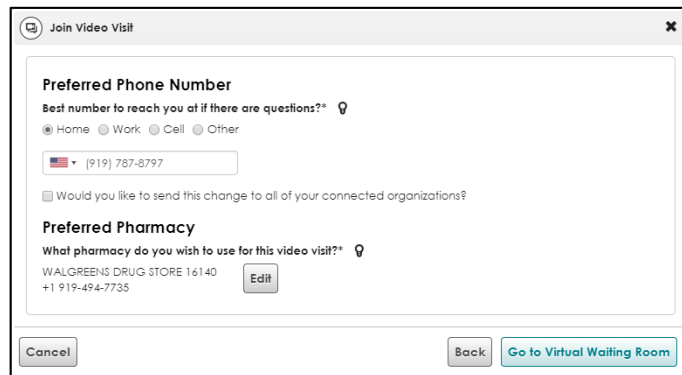 Join Video Visit
Preferred Phone Number
Best number to reach you at if there are questions?*
Home Work Cell Other
(919) 787-8797
Would you like to send this change to all of your connected organizations?
Preferred Pharmacy
What pharmacy do you wish to use for this video visit?*
WALGREENS DRUG STORE 16140
+1 919-494-7735
Edit
Cancel Back Go to Virtual Waiting Room